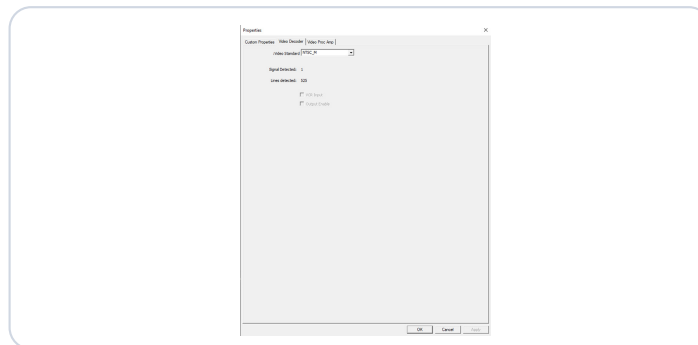 Properties
Custom Properties Video Decoder Video Proc Amp
Video Standard: NTSC_M
Signal Detected: 1
Lines detected: 525
VCR Input
Output Enable
OK Cancel Apply